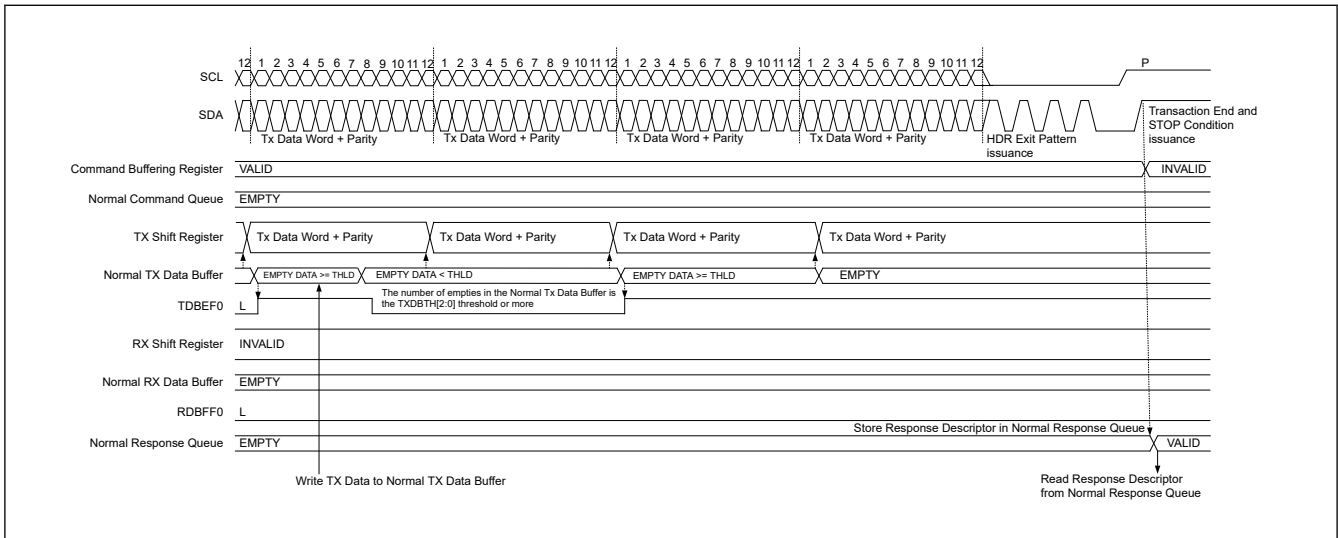 12 1 2 3 4 5 6 7 8 9 10 11 12 1 2 3 4 5 6 7 8 9 10 11 12 1 2 3 4 5 6 7 8 9 10 11 12 1 2 3 4 5 6 7 8 9 10 11 12 P
SCL
SDA
Tx Data Word + Parity Tx Data Word + Parity Tx Data Word + Parity Tx Data Word + Parity
HDR Exit Pattern
issuance
Transaction End and
STOP Condition
issuance
Command Buffering Register VALID INVALID
Normal Command Queue EMPTY
TX Shift Register Tx Data Word + Parity Tx Data Word + Parity Tx Data Word + Parity Tx Data Word + Parity
Normal TX Data Buffer EMPTY DATA >= THLD EMPTY DATA < THLD EMPTY DATA >= THLD EMPTY
TDBEF0 L
The number of empties in the Normal Tx Data Buffer is
the TXDBTH[2:0] threshold or more
RX Shift Register INVALID
Normal RX Data Buffer EMPTY
RDBFF0 L
Store Response Descriptor in Normal Response Queue
Normal Response Queue EMPTY VALID
Write TX Data to Normal TX Data Buffer
Read Response Descriptor
from Normal Response Queue